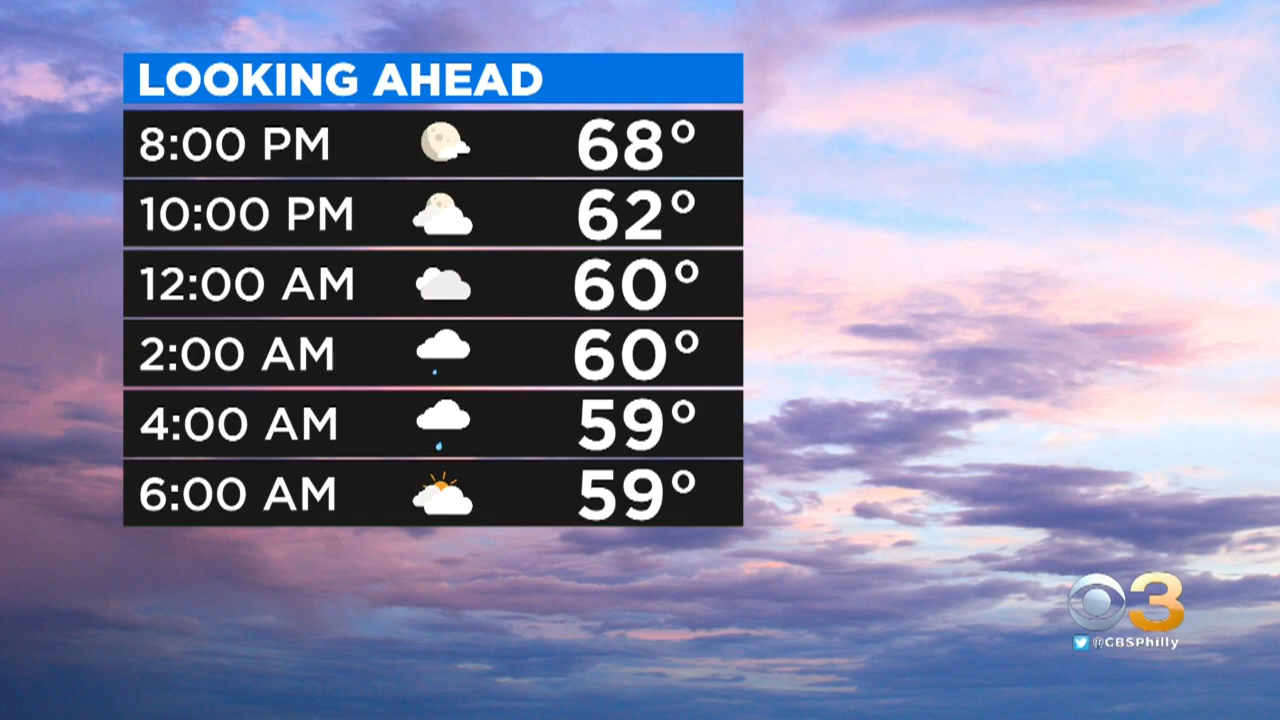 LOOKING AHEAD
8:00 PM 68°
10:00 PM 62°
12:00 AM 60°
2:00 AM 60°
4:00 AM 59°
6:00 AM 59°
3
@CBSPhilly